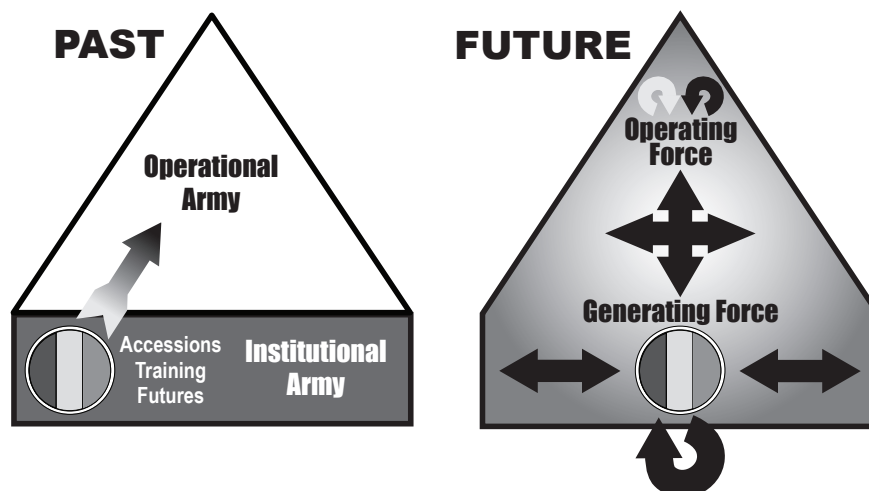 PAST
Operational
Army
Accessions
Training
Futures
Institutional
Army
FUTURE
Operating
Force
Generating Force